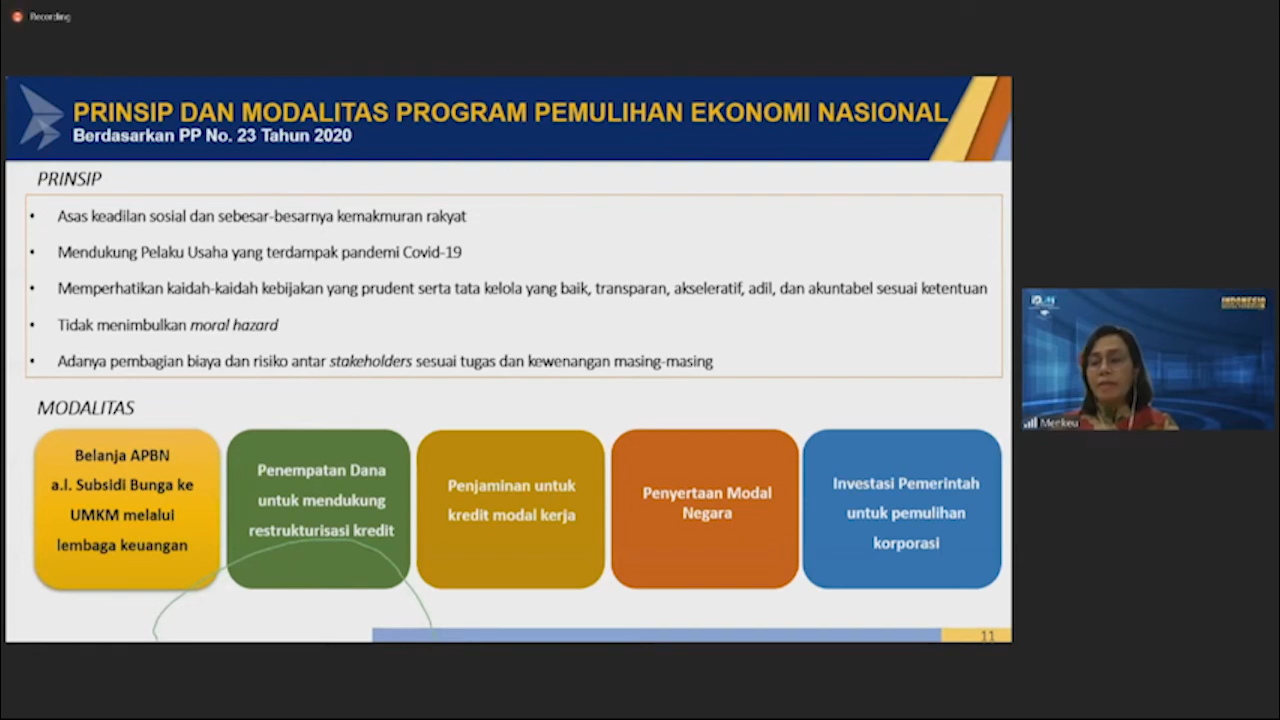 Recording
PRINSIP DAN MODALITAS PROGRAM PEMULIHAN EKONOMI NASIONAL
Berdasarkan PP No. 23 Tahun 2020
PRINSIP
• Asas keadilan sosial dan sebesar-besarnya kemakmuran rakyat
• Mendukung Pelaku Usaha yang terdampak pandemi Covid-19
• Memperhatikan kaidah-kaidah kebijakan yang prudent serta tata kelola yang baik, transparan, akseleratif, adil, dan akuntabel sesuai ketentuan
• Tidak menimbulkan moral hazard
• Adanya pembagian biaya dan risiko antar stakeholders sesuai tugas dan kewenangan masing-masing
MODALITAS
Belanja APBN
a.l. Subsidi Bunga ke
UMKM melalui
lembaga keuangan
Penempatan Dana
untuk mendukung
restrukturisasi kredit
Penjaminan untuk
kredit modal kerja
Penyertaan Modal
Negara
Investasi Pemerintah
untuk pemulihan
korporasi
11
INDONESIA
Menkeu